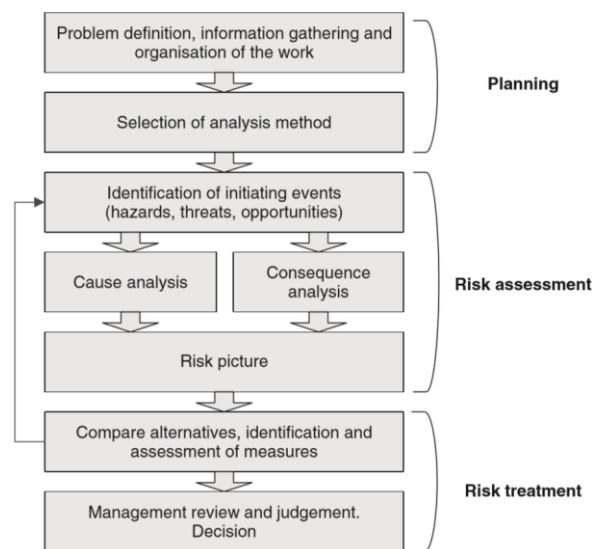 Problem definition, information gathering and
organisation of the work
Planning
Selection of analysis method
Identification of initiating events
(hazards, threats, opportunities)
Cause analysis
Consequence
analysis
Risk assessment
Risk picture
Compare alternatives, identification and
assessment of measures
Risk treatment
Management review and judgement.
Decision